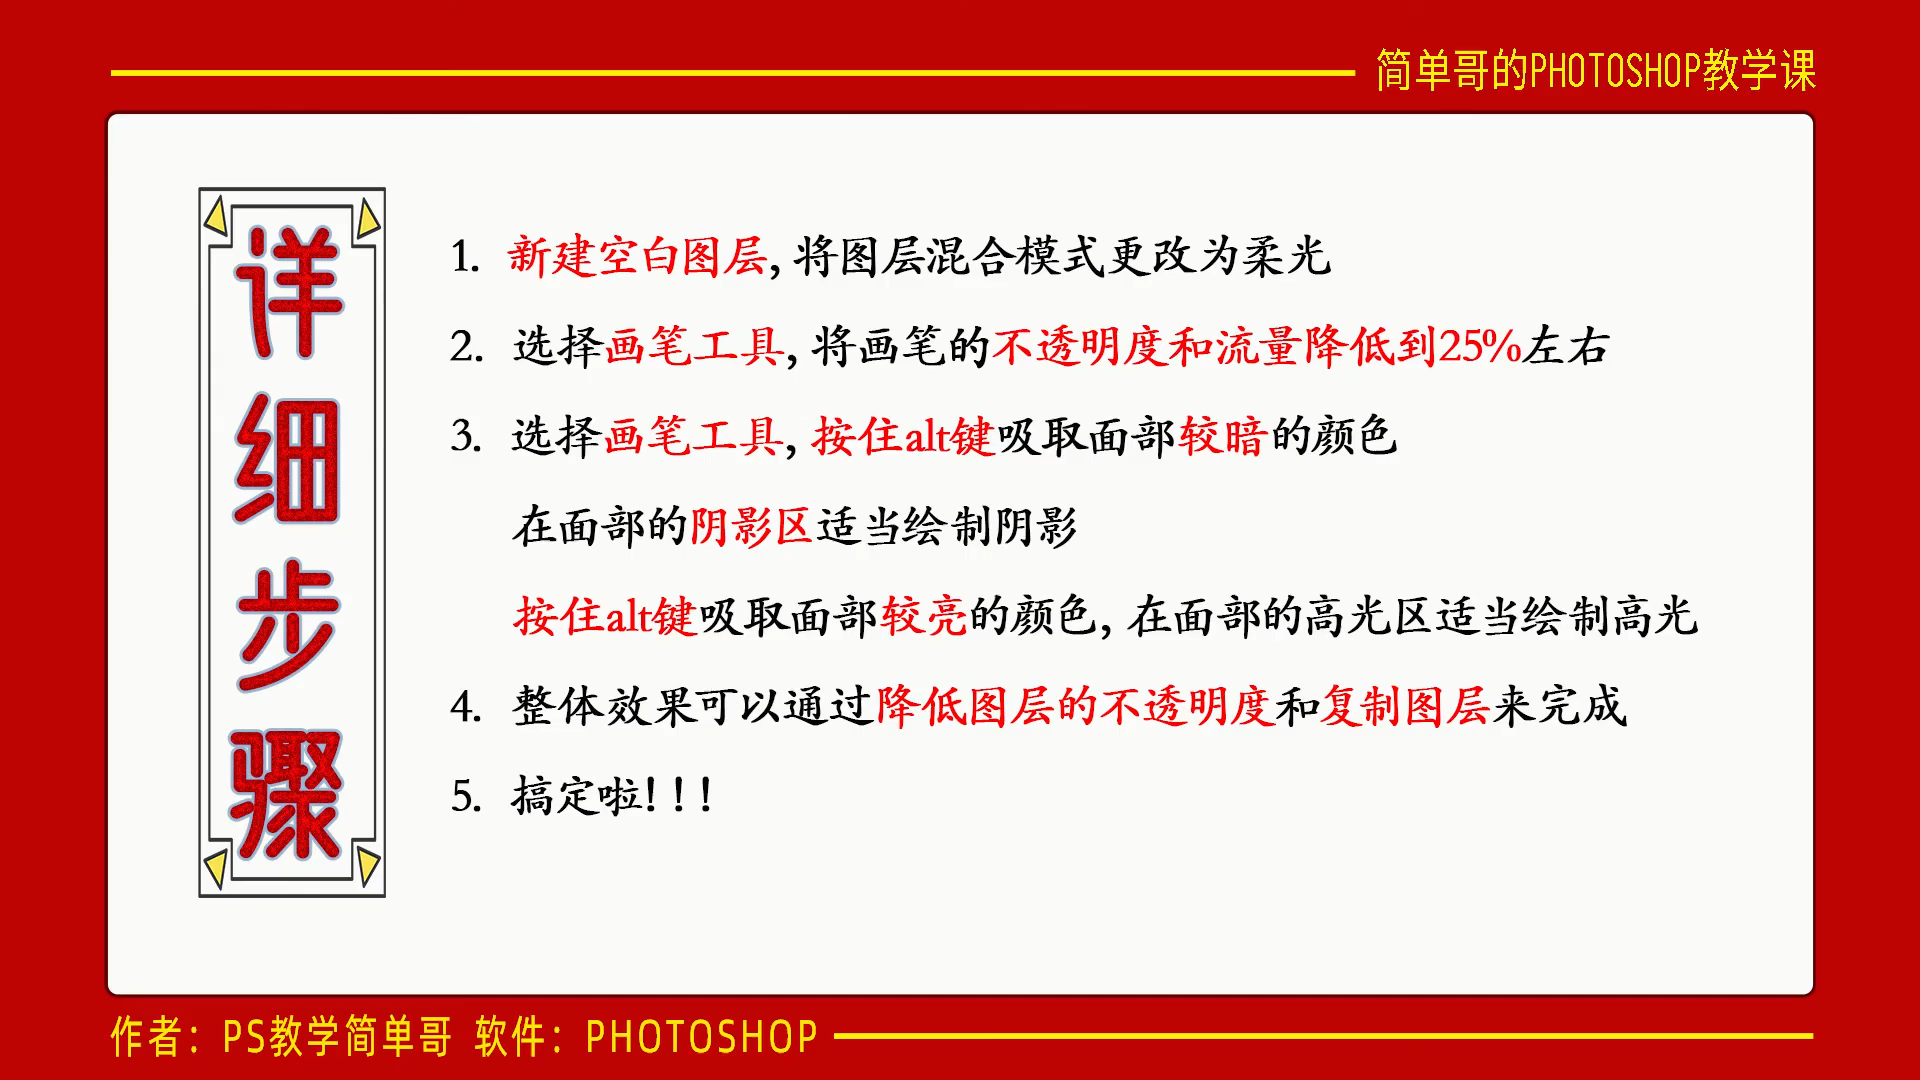 简单哥的PHOTOSHOP教学课
详细步骤
1. 新建空白图层, 将图层混合模式更改为柔光
2. 选择画笔工具, 将画笔的不透明度和流量降低到25%左右
3. 选择画笔工具, 按住alt键吸取面部较暗的颜色
在面部的阴影区适当绘制阴影
按住alt键吸取面部较亮的颜色, 在面部的高光区适当绘制高光
4. 整体效果可以通过降低图层的不透明度和复制图层来完成
5. 搞定啦! ! !
作者：PS教学简单哥 软件：PHOTOSHOP